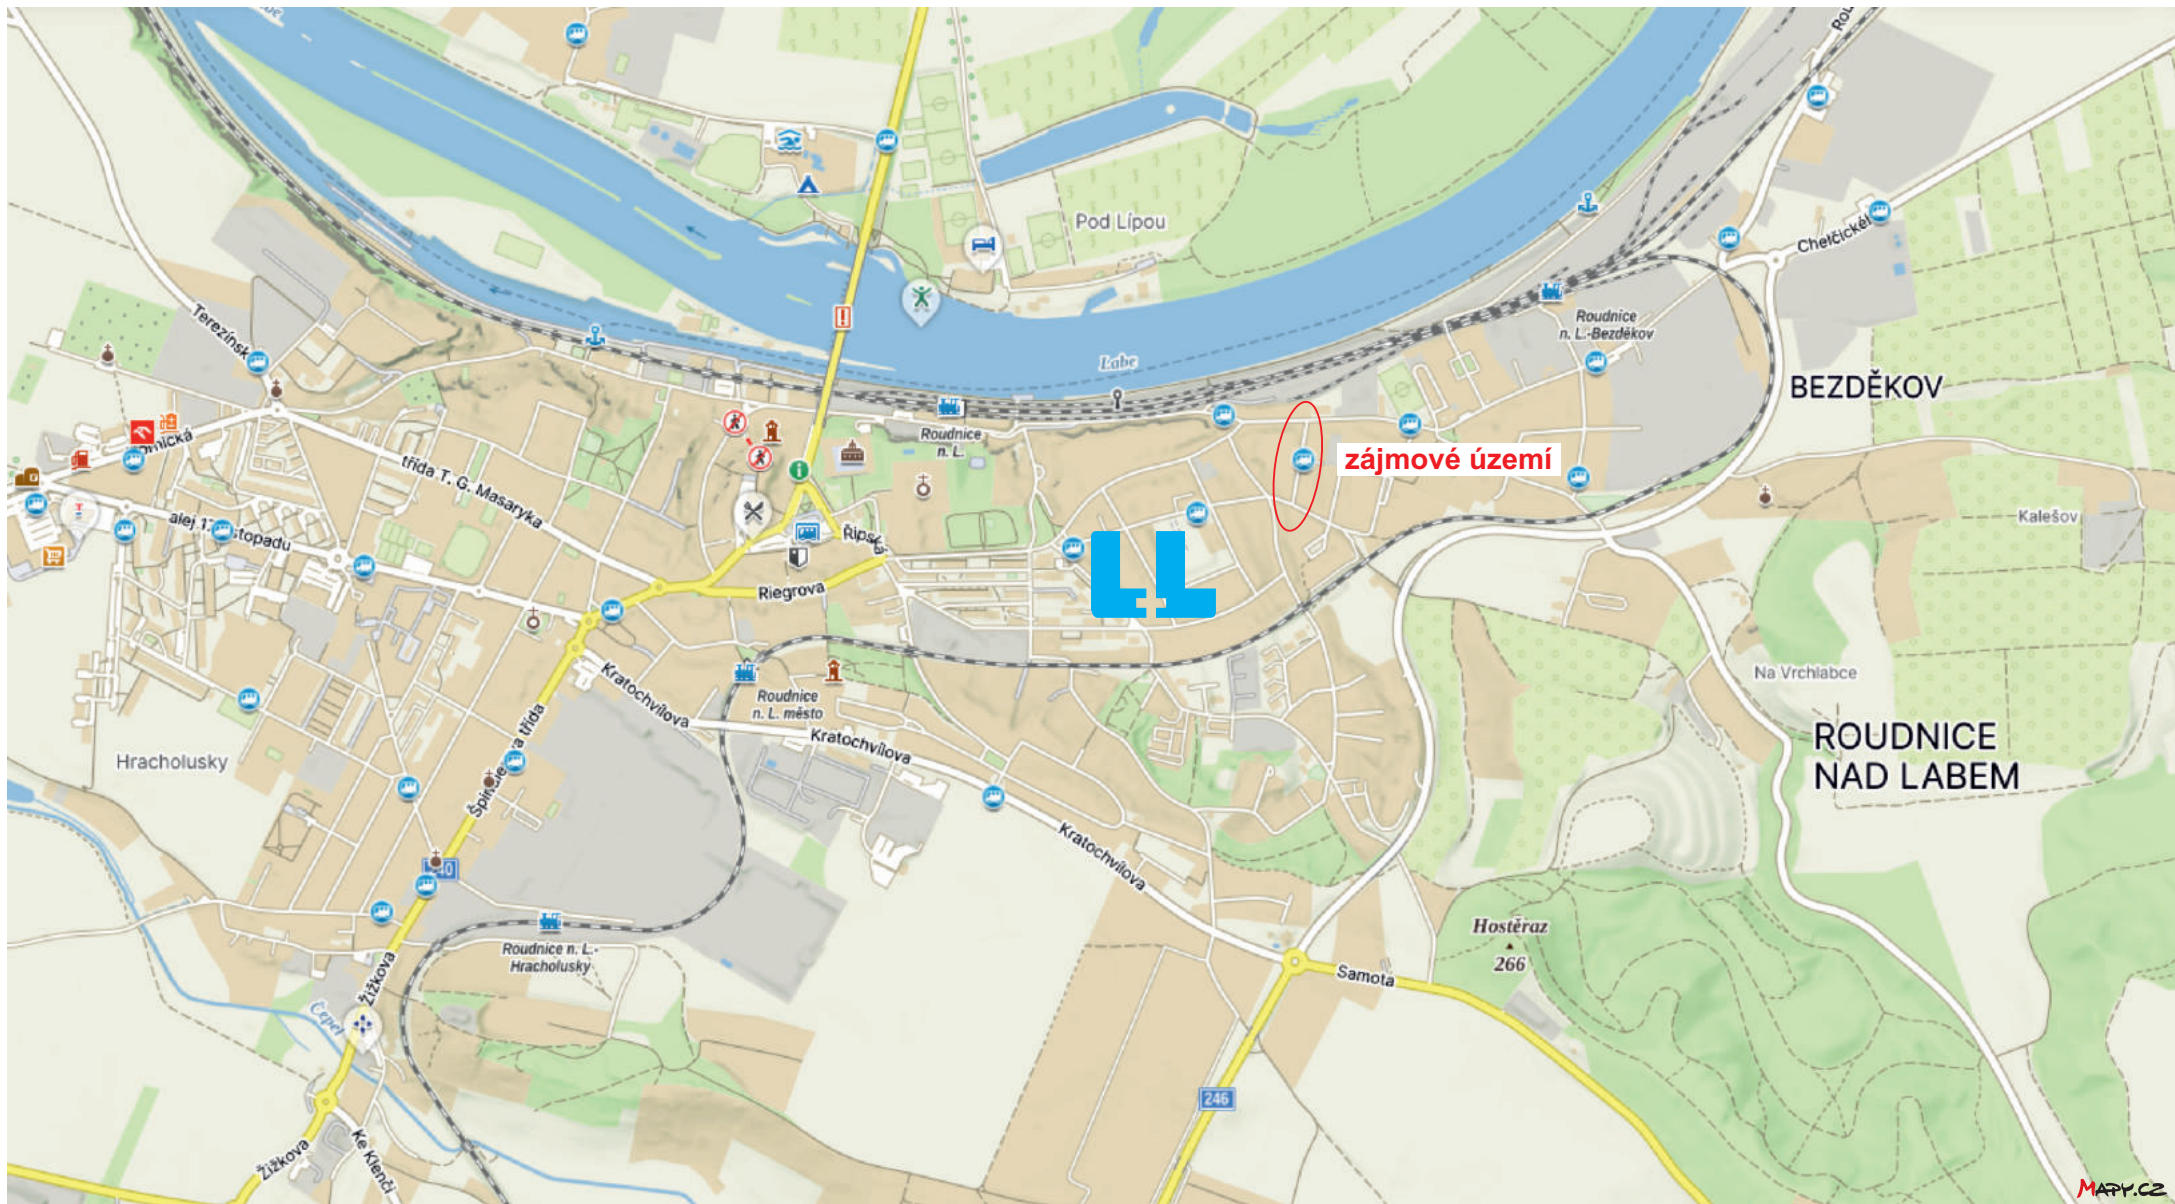 Pod Lípou
Chelčického
Terezínsk
Roudnice
n. L.-Bezděkov
Labe
BEZDĚKOV
Roudnice
n. L.
zájmové území
třída T. G. Masaryka
Kalešov
Řipská
Riegrova
Kratochvílova
Roudnice
n. L. město
Na Vrchlabce
Kratochvílova
ROUDNICE
NAD LABEM
Hracholusky
Kratochvílova
Hostěraz
266
Roudnice n. L.-
Hracholusky
Samota
Žižkova
Čepel
246
Žižkova
Ke Klenči
L+L
MAPY.CZ